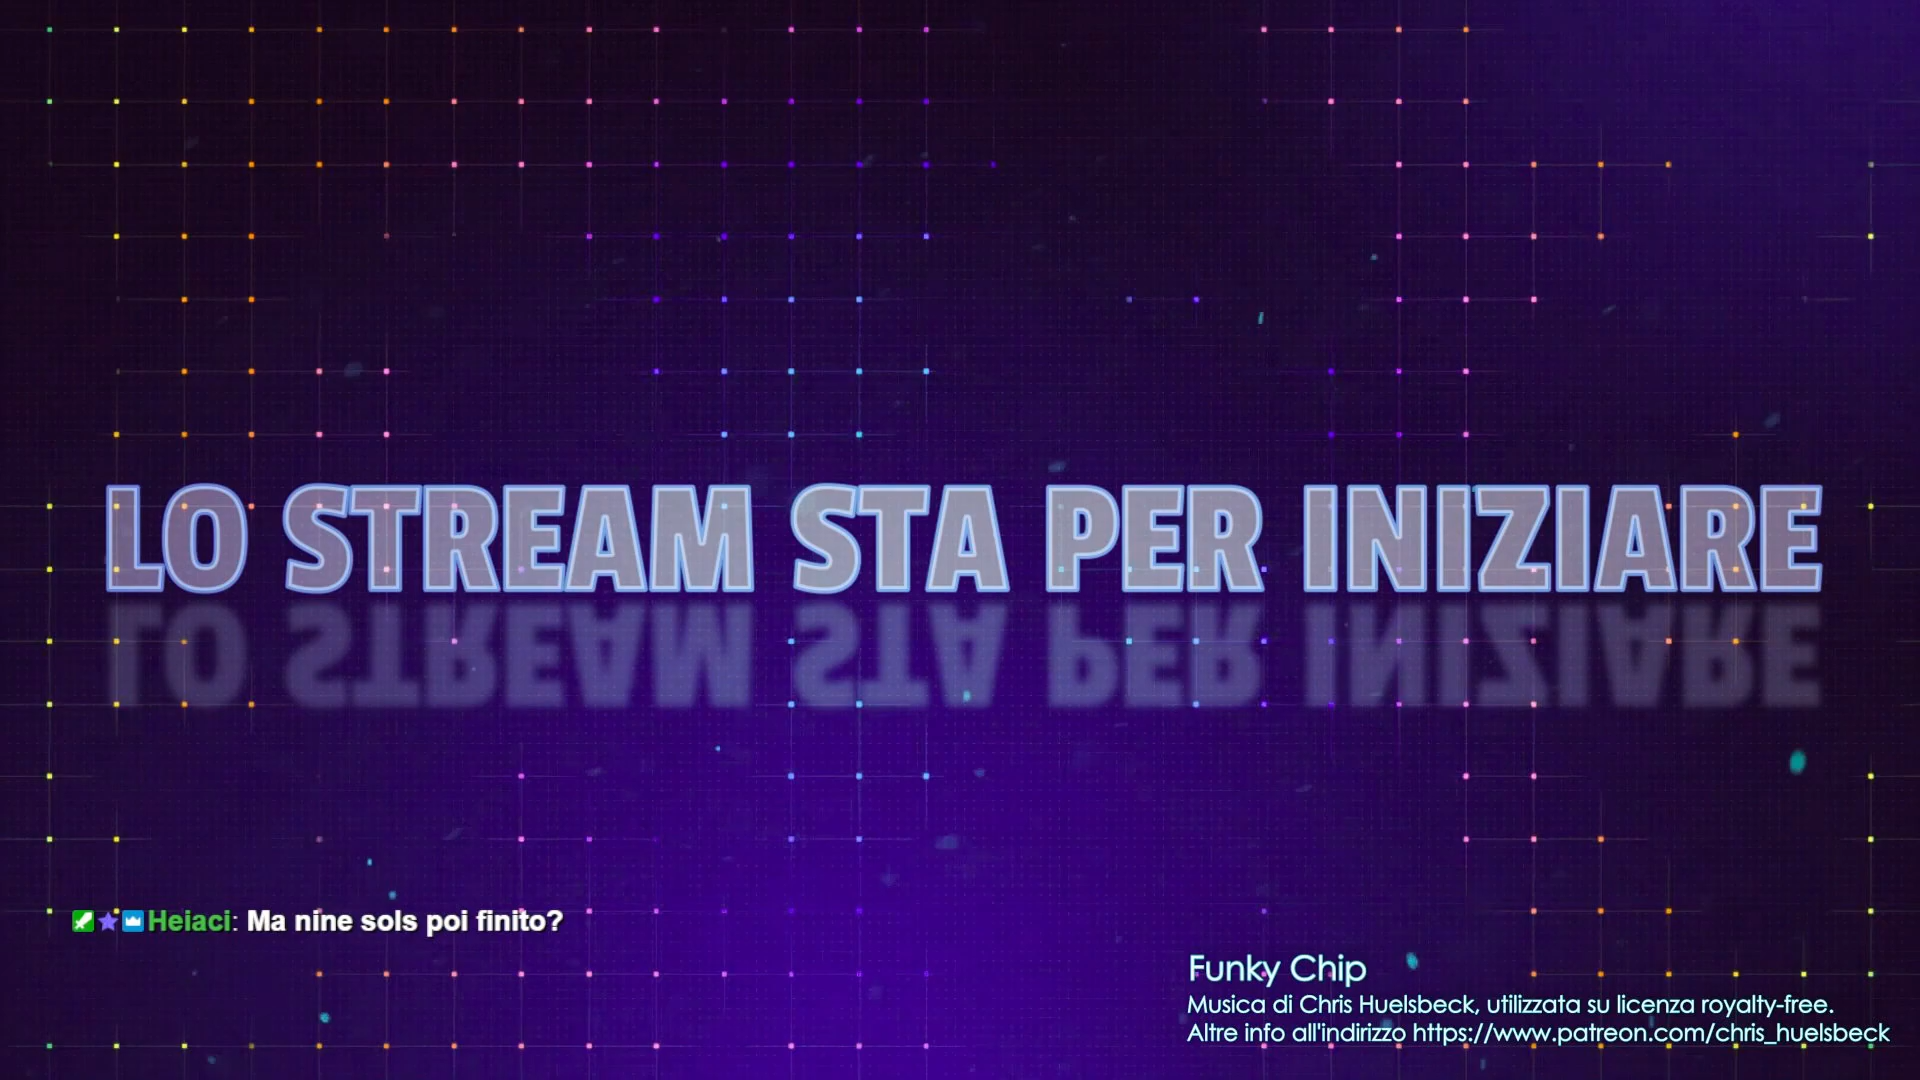 LO STREAM STA PER INIZIARE
Heiaci: Ma nine sols poi finito?
Funky Chip
Musica di Chris Huelsbeck, utilizzata su licenza royalty-free.
Altre info all'indirizzo https://www.patreon.com/chris_huelsbeck